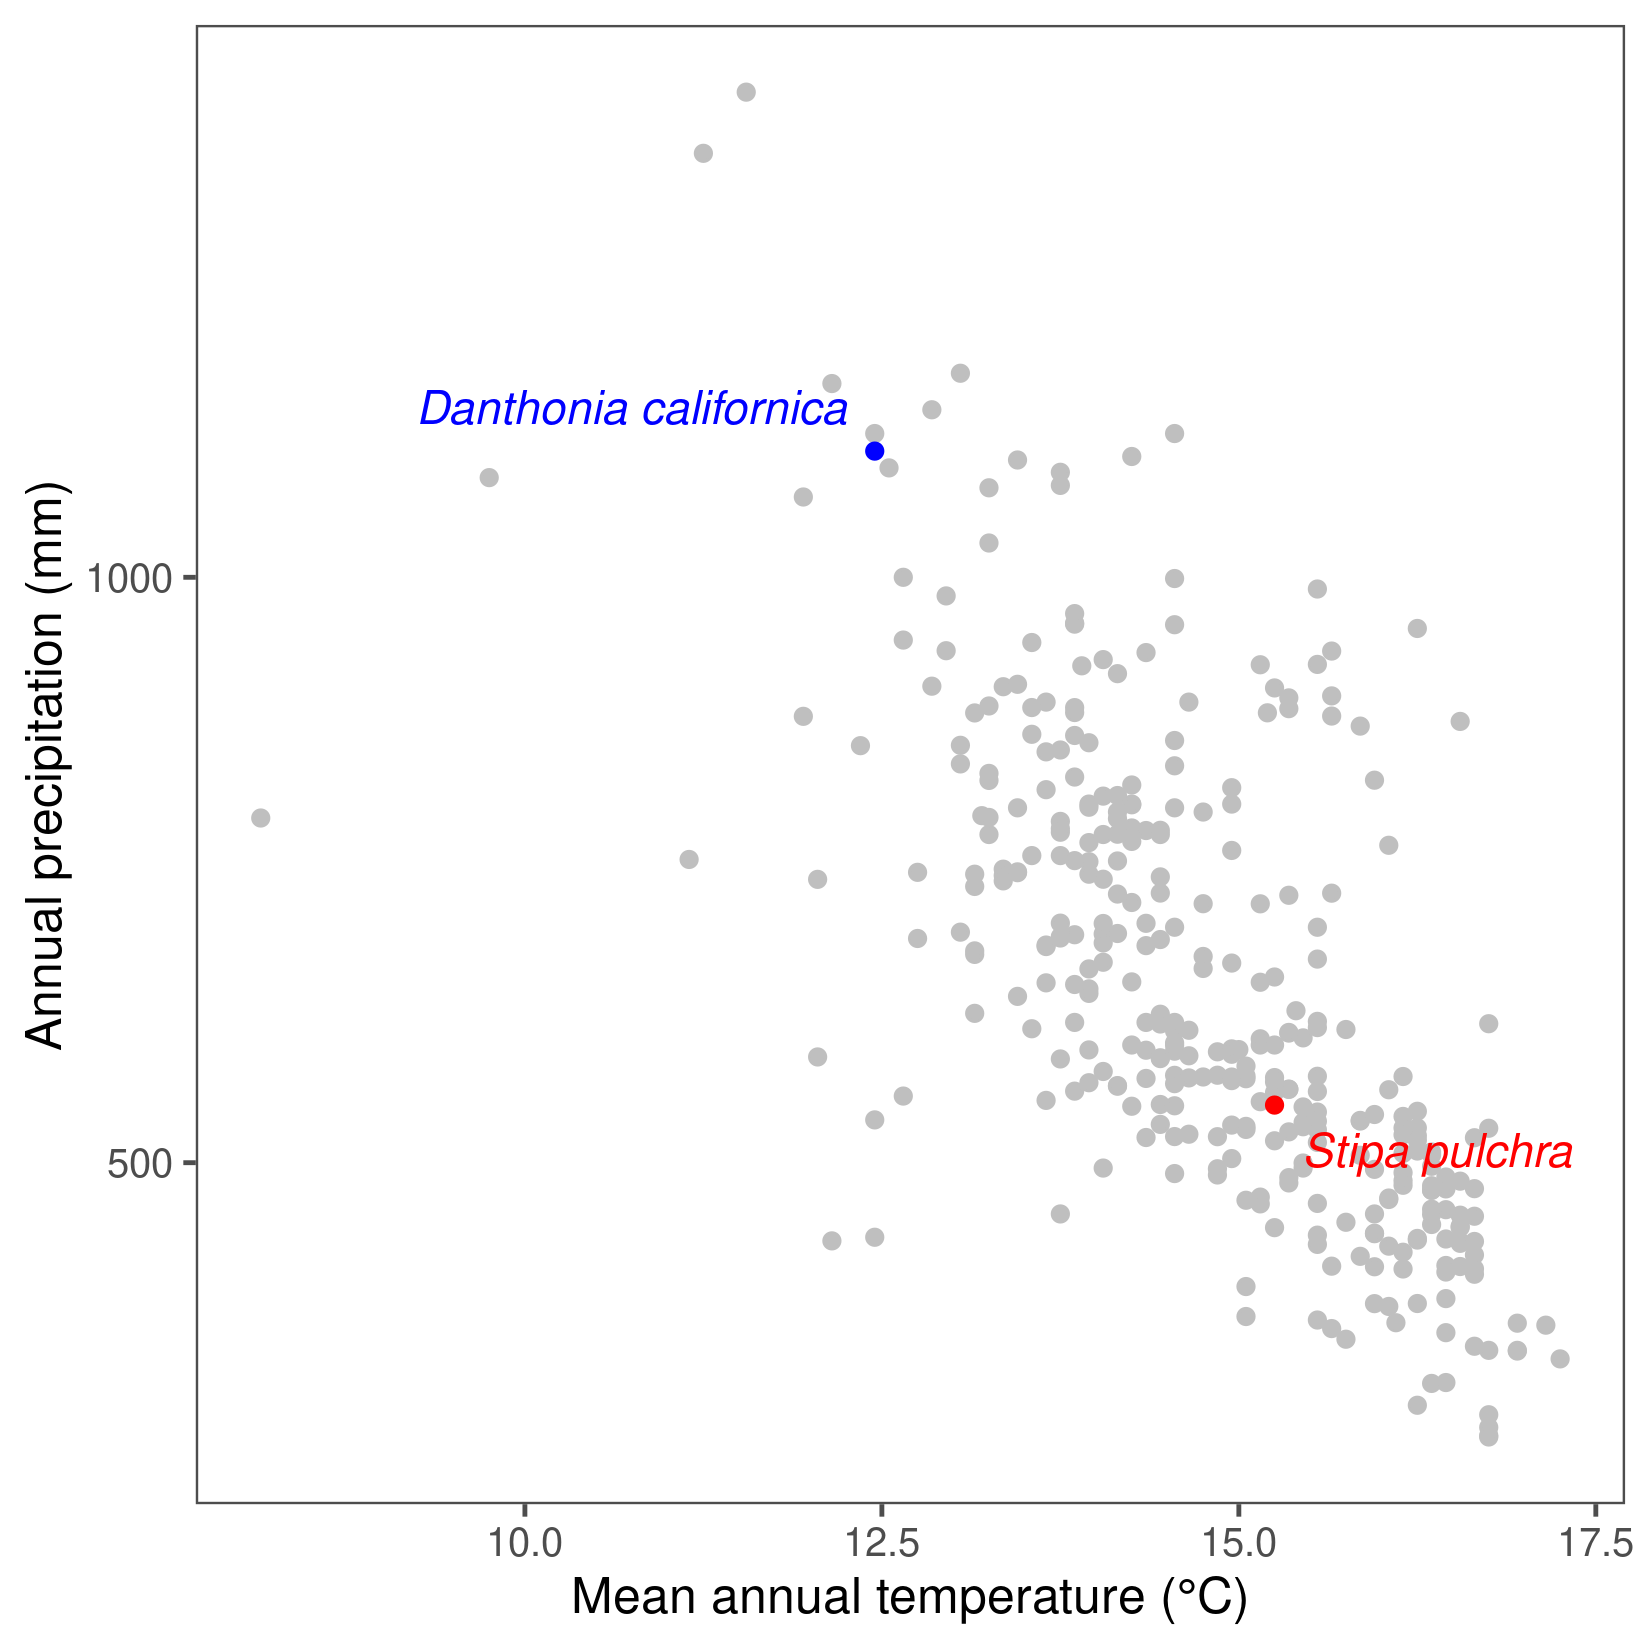 Danthonia californica
Stipa pulchra
Annual precipitation (mm)
1000
500
10.0
12.5
15.0
17.5
Mean annual temperature (°C)